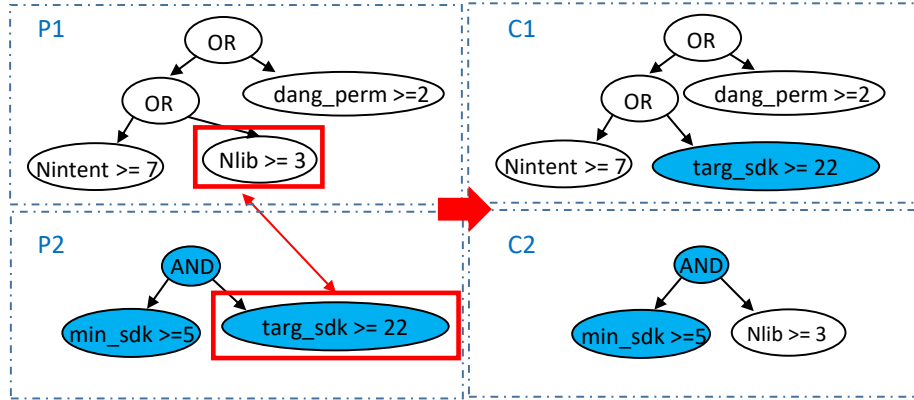 P1
OR
OR
dang_perm >=2
Nintent >= 7
Nlib >= 3
C1
OR
OR
dang_perm >=2
Nintent >= 7
targ_sdk >= 22
P2
AND
min_sdk >=5
targ_sdk >= 22
C2
AND
min_sdk >=5
Nlib >= 3